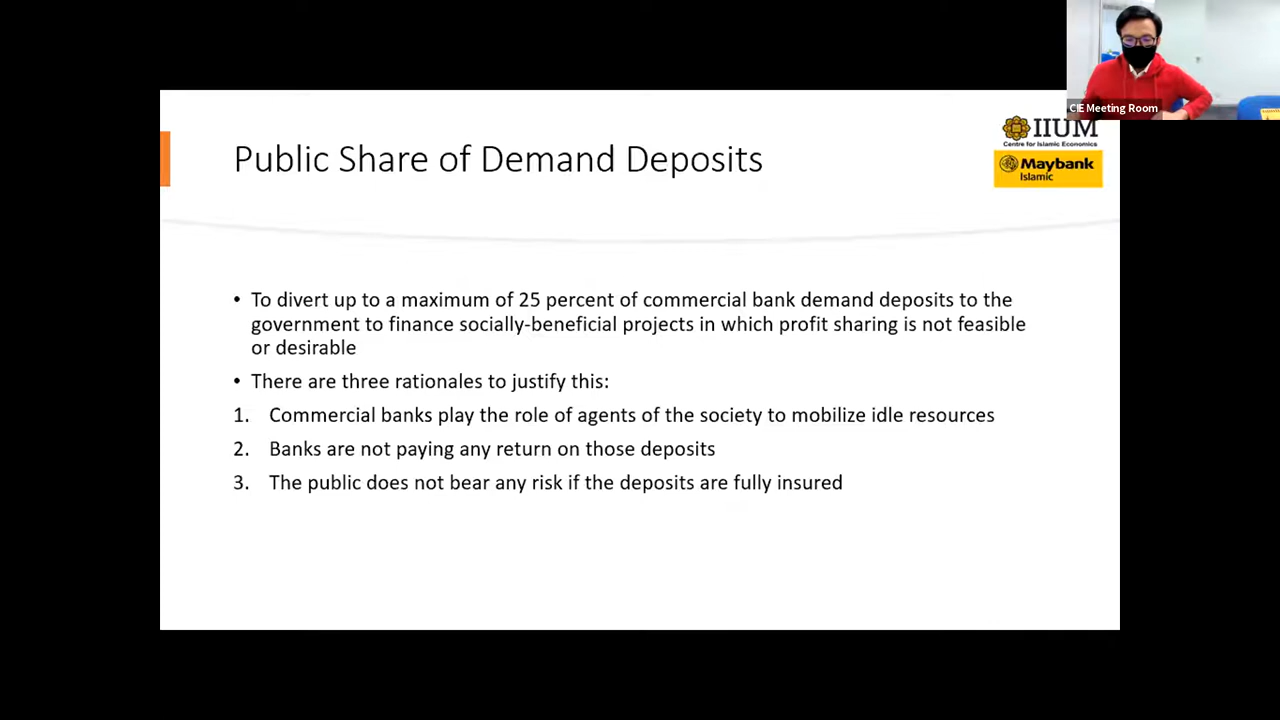 CIE Meeting Room
IIUM
Centre for Islamic Economics
Maybank
Islamic
Public Share of Demand Deposits
• To divert up to a maximum of 25 percent of commercial bank demand deposits to the
government to finance socially-beneficial projects in which profit sharing is not feasible
or desirable
• There are three rationales to justify this:
1. Commercial banks play the role of agents of the society to mobilize idle resources
2. Banks are not paying any return on those deposits
3. The public does not bear any risk if the deposits are fully insured